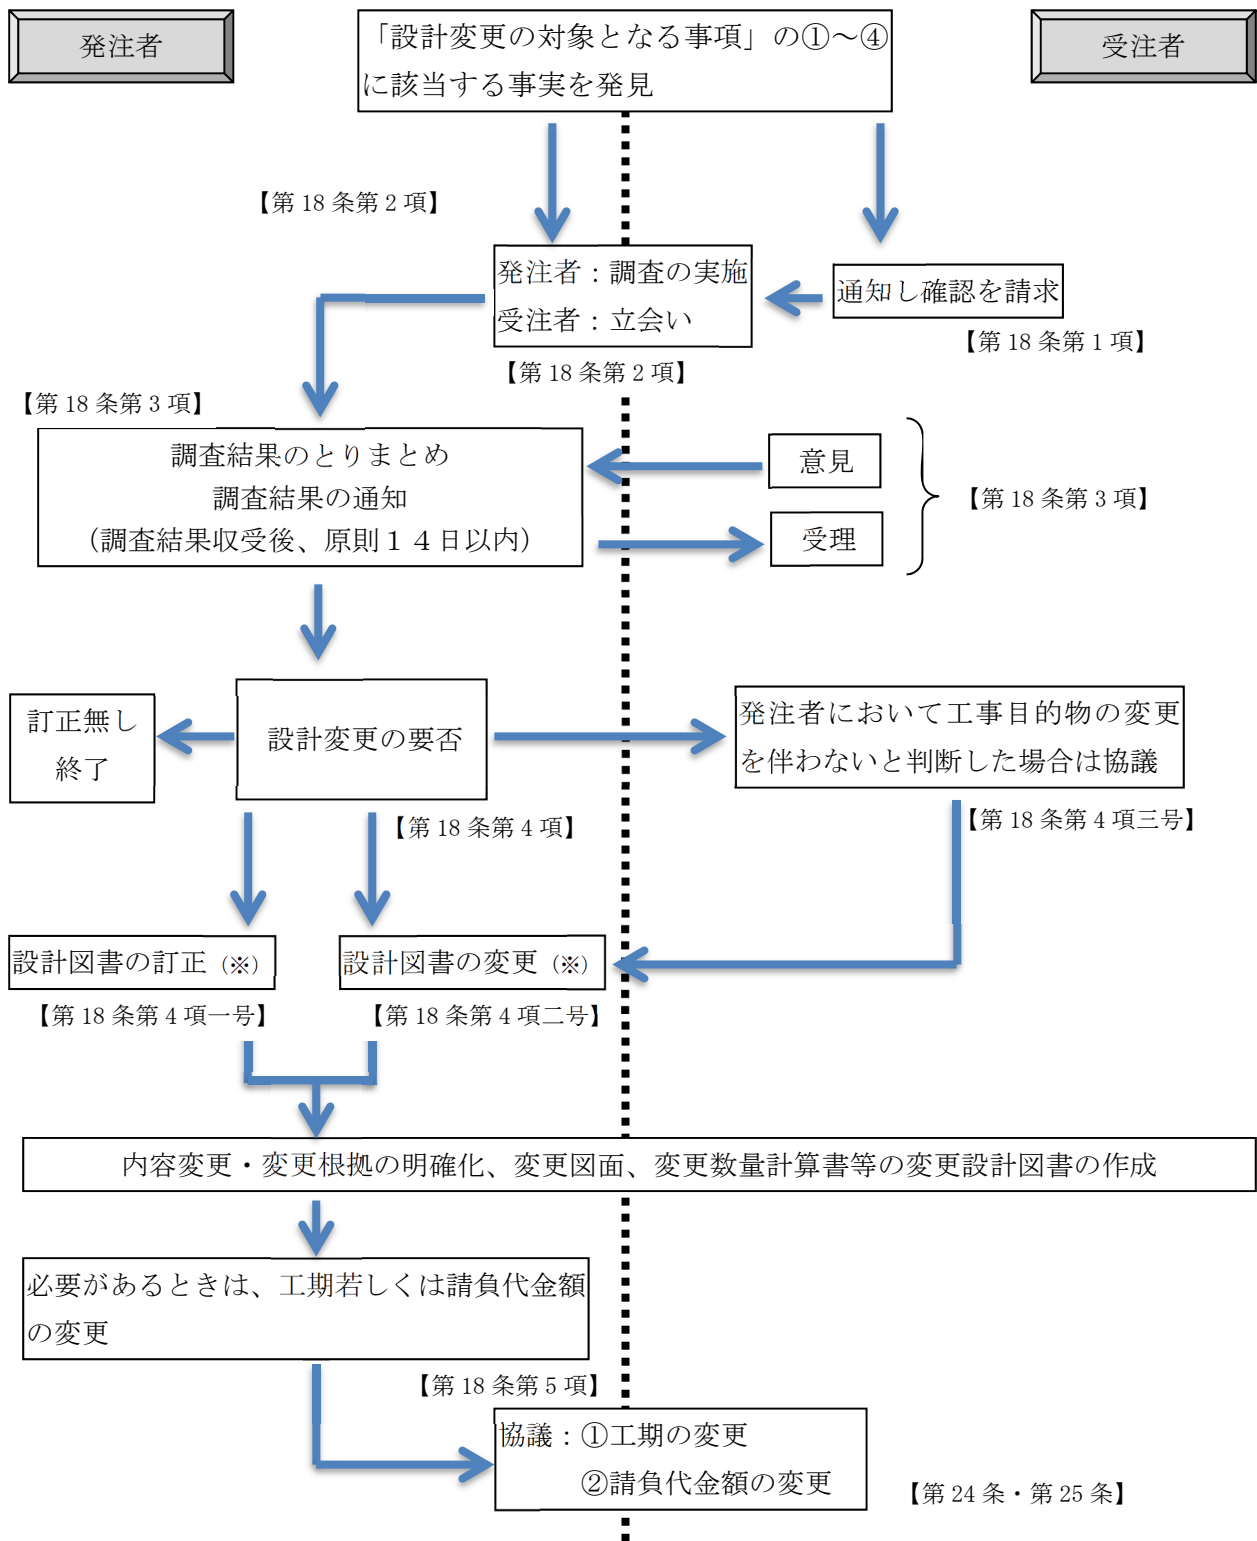 発注者
「設計変更の対象となる事項」の①～④
に該当する事実を発見
受注者
【第 18 条第 2 項】
発注者：調査の実施
受注者：立会い
通知し確認を請求
【第 18 条第 1 項】
【第 18 条第 2 項】
【第 18 条第 3 項】
調査結果のとりまとめ
調査結果の通知
（調査結果収受後、原則１４日以内）
意見
受理
【第 18 条第 3 項】
訂正無し
終了
設計変更の要否
発注者において工事目的物の変更
を伴わないと判断した場合は協議
【第 18 条第 4 項】
【第 18 条第 4 項三号】
設計図書の訂正（※）
設計図書の変更（※）
【第 18 条第 4 項一号】
【第 18 条第 4 項二号】
内容変更・変更根拠の明確化、変更図面、変更数量計算書等の変更設計図書の作成
必要があるときは、工期若しくは請負代金額
の変更
【第 18 条第 5 項】
協議：①工期の変更
②請負代金額の変更
【第 24 条・第 25 条】